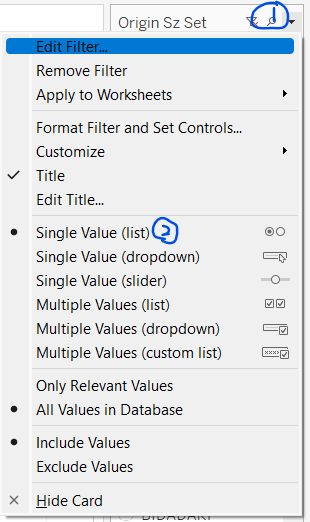 Origin Sz Set
1
Edit Filter...
Remove Filter
Apply to Worksheets
Format Filter and Set Controls...
Customize
Title
Edit Title...
Single Value (list) 2
Single Value (dropdown)
Single Value (slider)
Multiple Values (list)
Multiple Values (dropdown)
Multiple Values (custom list)
Only Relevant Values
All Values in Database
Include Values
Exclude Values
Hide Card